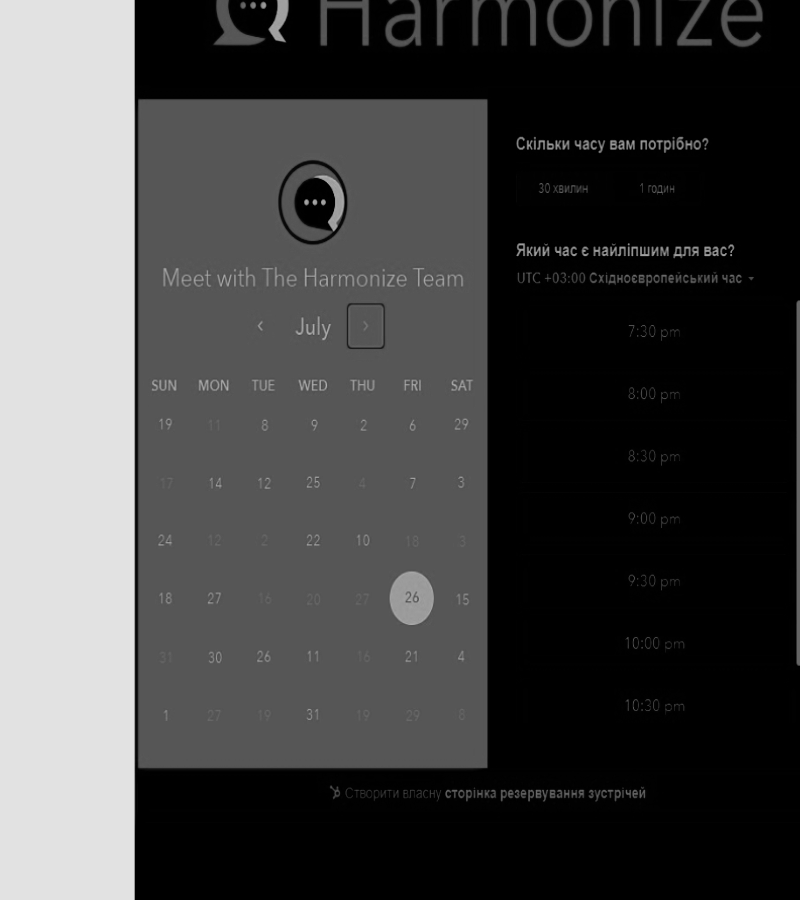 Harmonize
Meet with The Harmonize Team
July
SUN MON TUE WED THU FRI SAT
19 11 8 9 2 6 29
17 14 12 25 4 7 3
24 12 2 22 10 18 3
18 27 16 20 27 26 15
31 30 26 11 16 21 4
1 27 19 31 19 29 8
Скільки часу вам потрібно?
30 хвилин 1 годин
Який час є найліпшим для вас?
UTC +03:00 Східноєвропейський час
7:30 pm
8:00 pm
8:30 pm
9:00 pm
9:30 pm
10:00 pm
10:30 pm
Створити власну сторінка резервування зустрічей